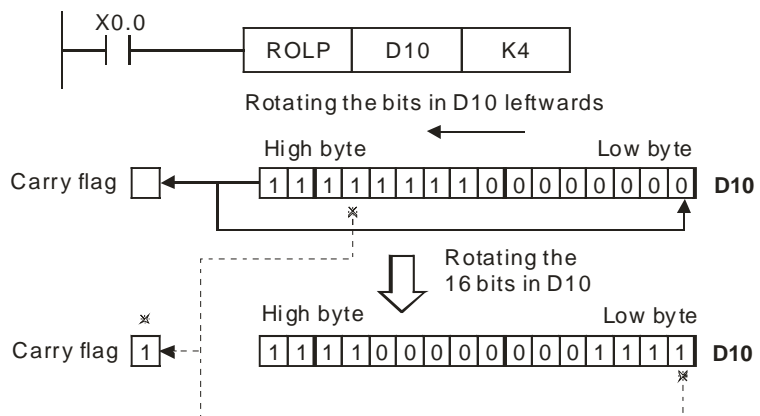 X0.0
ROLP D10 K4
Rotating the bits in D10 leftwards
High byte Low byte
Carry flag 1 1 1 1 1 1 1 1 0 0 0 0 0 0 0 0 D10
※
Rotating the
16 bits in D10
※
High byte Low byte
Carry flag 1 1 1 1 1 0 0 0 0 0 0 0 0 1 1 1 1 D10
※